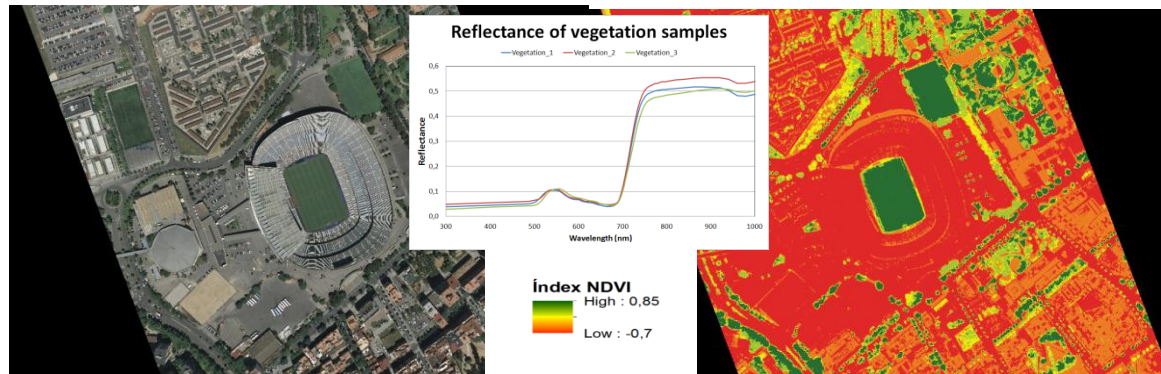 Reflectance of vegetation samples
Vegetation_1 Vegetation_2 Vegetation_3
0,6
0,5
0,4
0,3
0,2
0,1
0,0
Reflectance
300 400 500 600 700 800 900 1000
Wavelength (nm)
Índex NDVI
High : 0,85
Low : -0,7